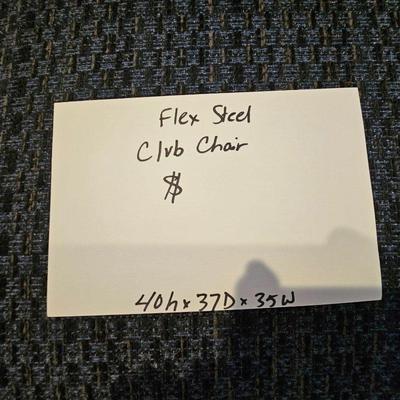 Flex Steel
Club Chair
$
40h x 37D x 35W